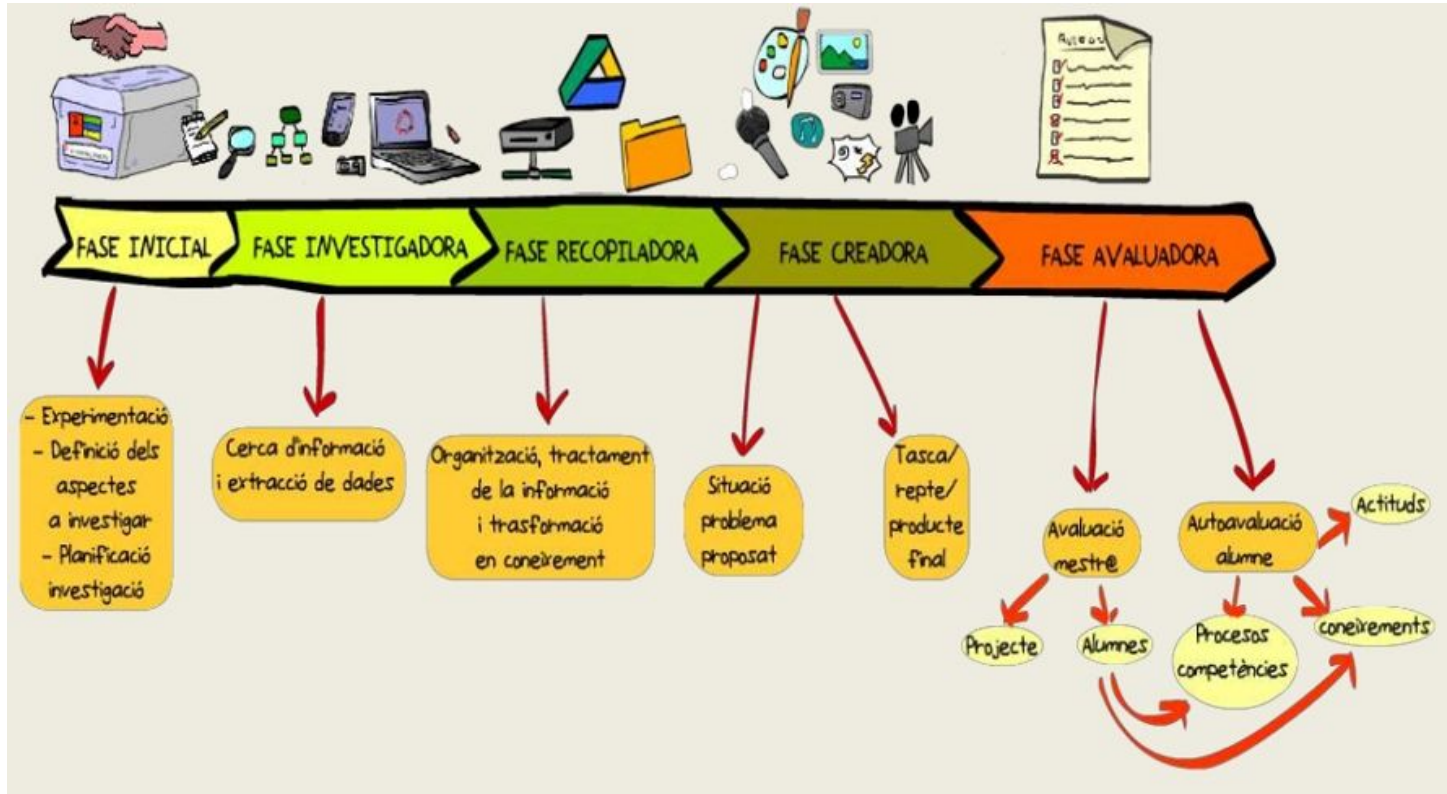 FASE INICIAL
FASE INVESTIGADORA
FASE RECOPILADORA
FASE CREADORA
FASE AVALUADORA
- Experimentació
- Definició dels
aspectes
a investigar
- Planificació
investigació
Cerca d'informació
i extracció de dades
Organització, tractament
de la informació
i trasformació
en coneixement
Situació
problema
proposat
Tasca/
repte/
producte
final
Avaluació
mestr@
Autoavaluació
alumne
Actituds
Projecte
Alumnes
Procesos
competències
coneixements